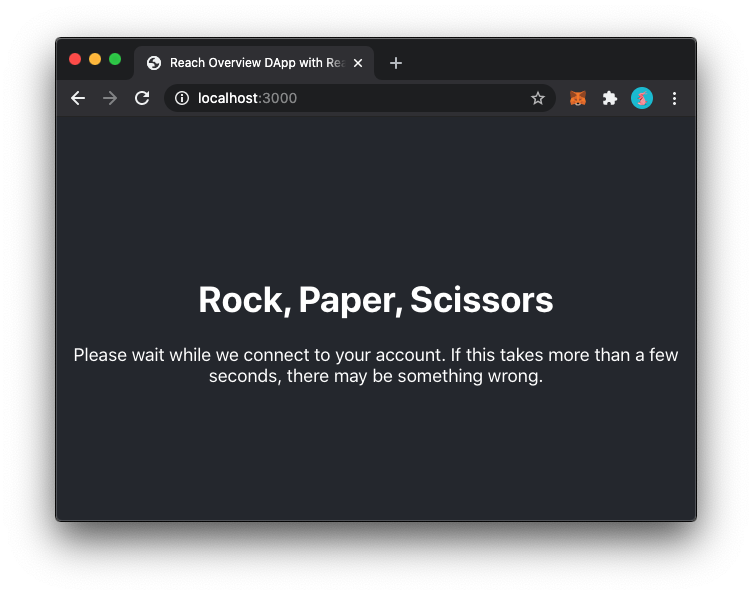 Reach Overview DApp with Rea
localhost:3000
Rock, Paper, Scissors
Please wait while we connect to your account. If this takes more than a few
seconds, there may be something wrong.